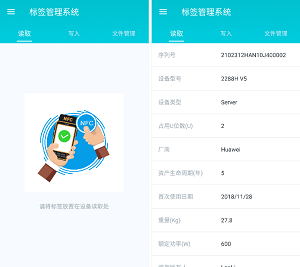 标签管理系统
读取
写入
文件管理
NFC
NFC
请将标签放置在设备读取处
标签管理系统
读取
写入
文件管理
序列号 2102312HAN10J400002
设备型号 2288H V5
设备类型 Server
占用U位数(U) 2
厂商 Huawei
资产生命周期(年) 5
首次使用日期 2018/11/28
重量(Kg) 27.8
额定功率(W) 600